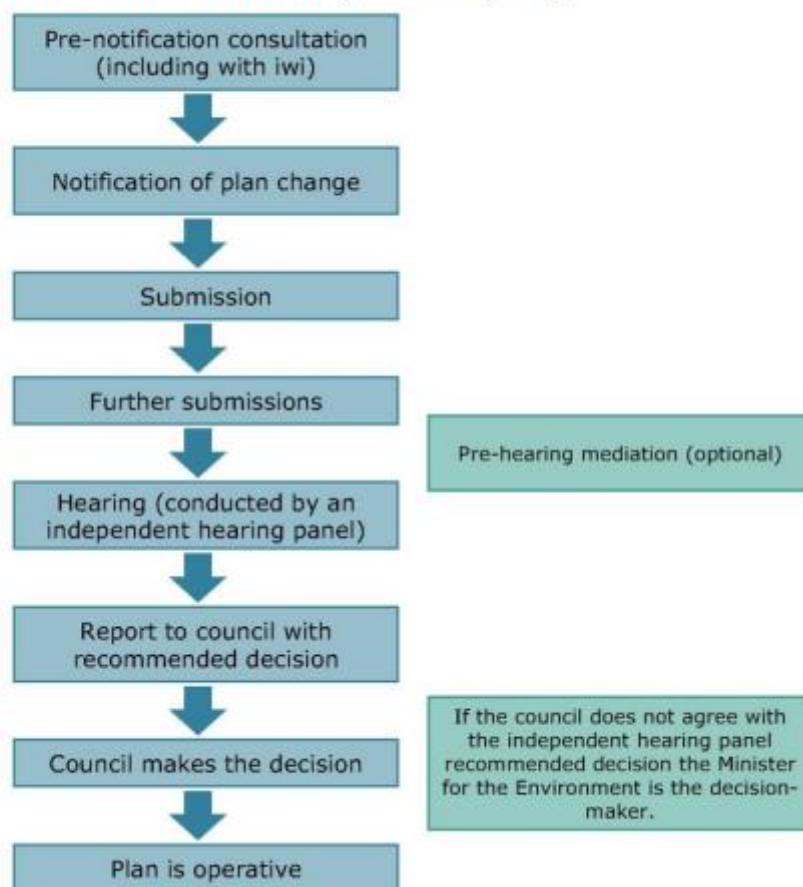 Pre-notification consultation
(including with iwi)
Notification of plan change
Submission
Further submissions
Pre-hearing mediation (optional)
Hearing (conducted by an
independent hearing panel)
Report to council with
recommended decision
If the council does not agree with
the independent hearing panel
recommended decision the Minister
for the Environment is the decision-
maker.
Council makes the decision
Plan is operative